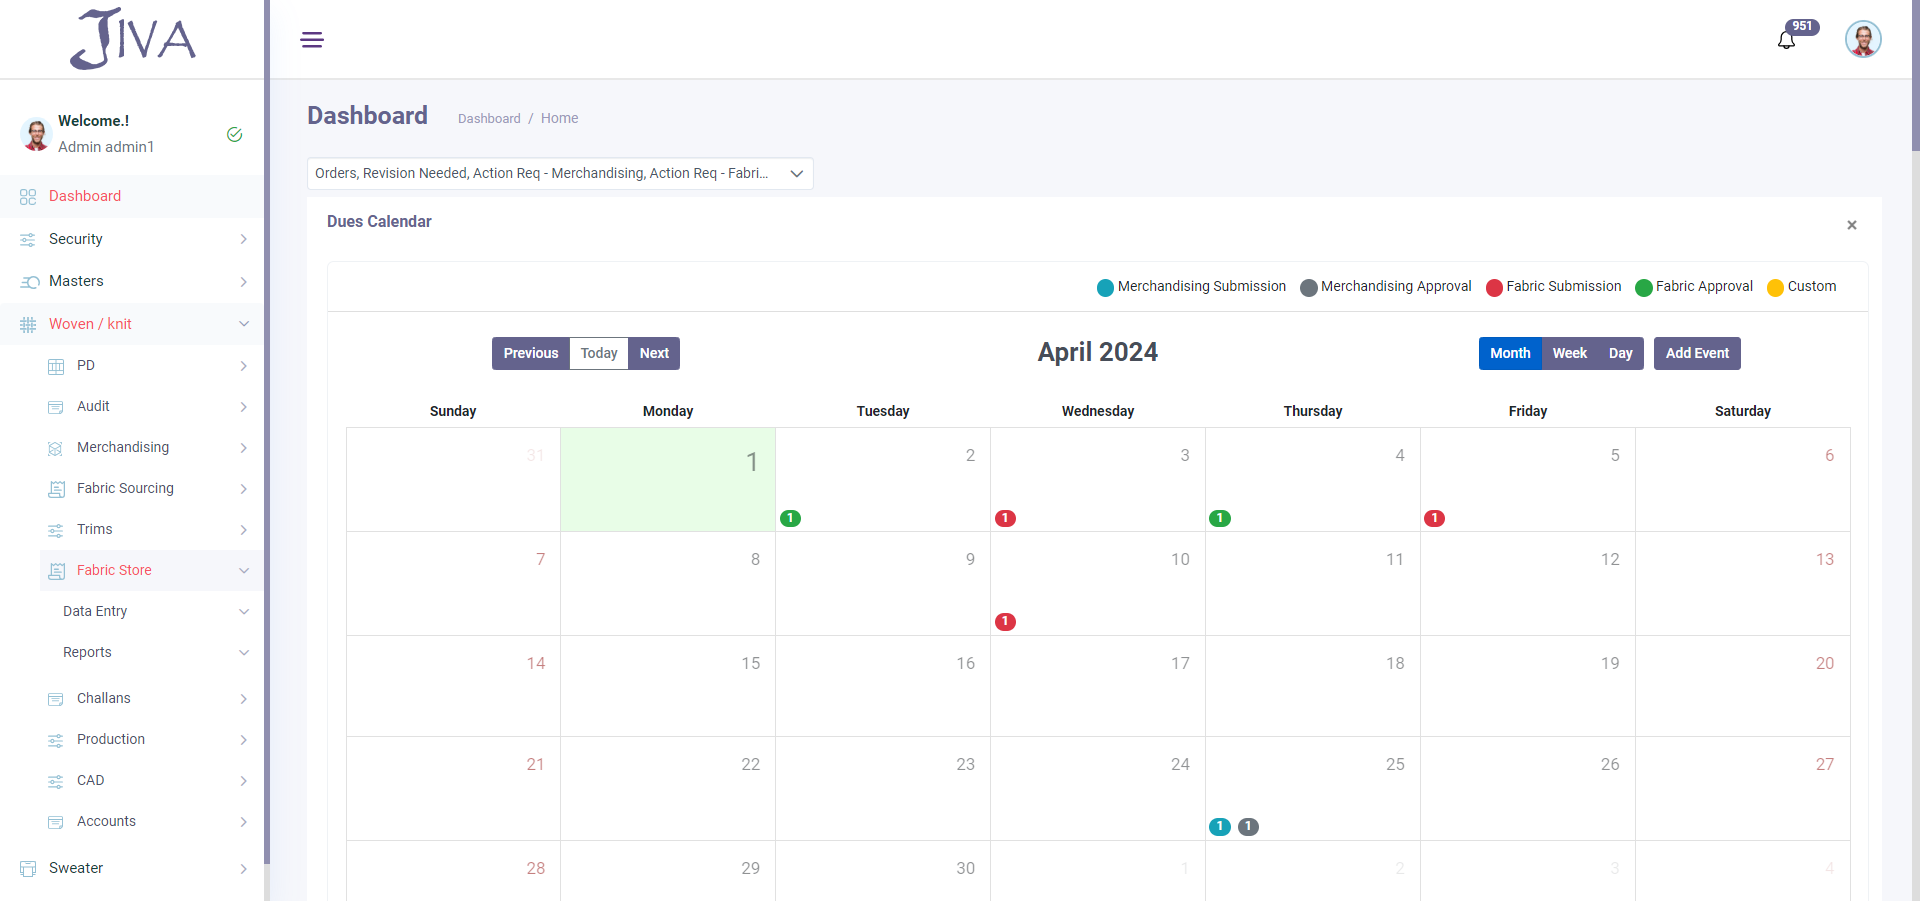 JIVA
951
Welcome.!
Admin admin1
Dashboard
Security
Masters
Woven / knit
PD
Audit
Merchandising
Fabric Sourcing
Trims
Fabric Store
Data Entry
Reports
Challans
Production
CAD
Accounts
Sweater
Dashboard
Dashboard / Home
Orders, Revision Needed, Action Req - Merchandising, Action Req - Fabri...
Dues Calendar
×
Merchandising Submission Merchandising Approval Fabric Submission Fabric Approval Custom
Previous Today Next
April 2024
Month Week Day Add Event
Sunday Monday Tuesday Wednesday Thursday Friday Saturday
31 1 2 3 4 5 6
1 1 1 1
7 8 9 10 11 12 13
1
14 15 16 17 18 19 20
21 22 23 24 25 26 27
1 1
28 29 30 1 2 3 4